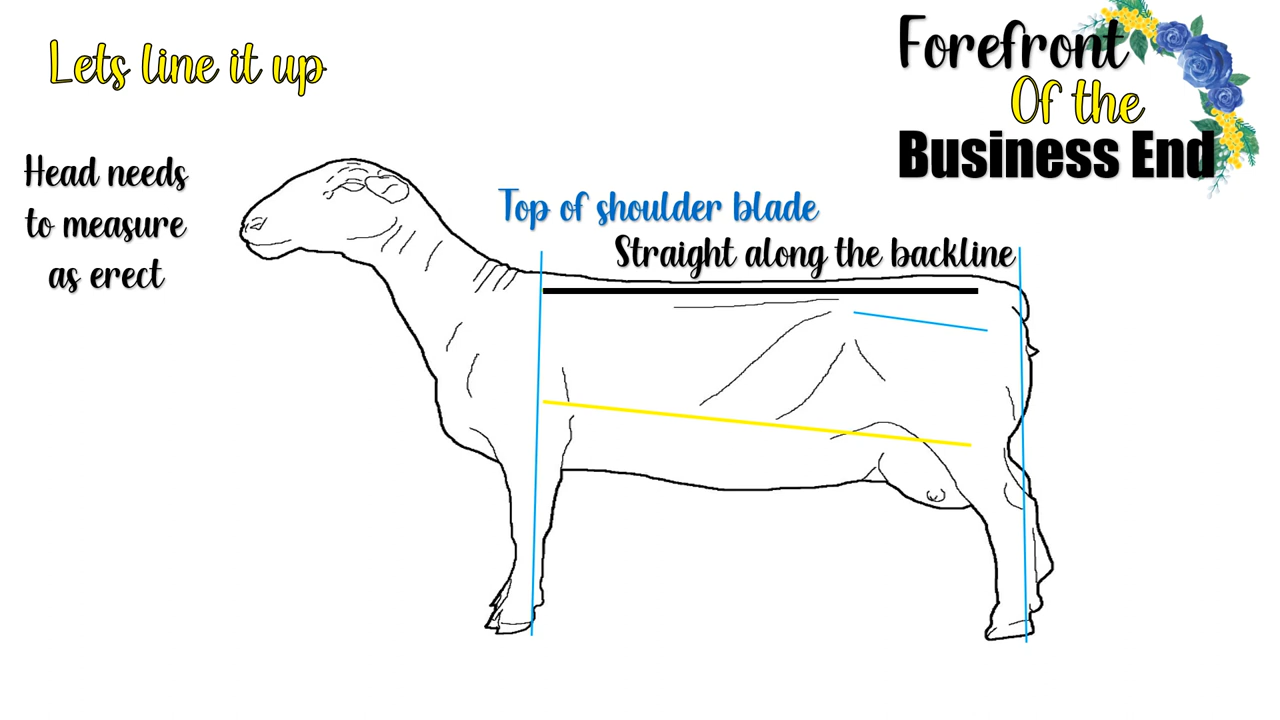 Lets line it up
Forefront
Of the
Business End
Head needs
to measure
as erect
Top of shoulder blade
Straight along the backline